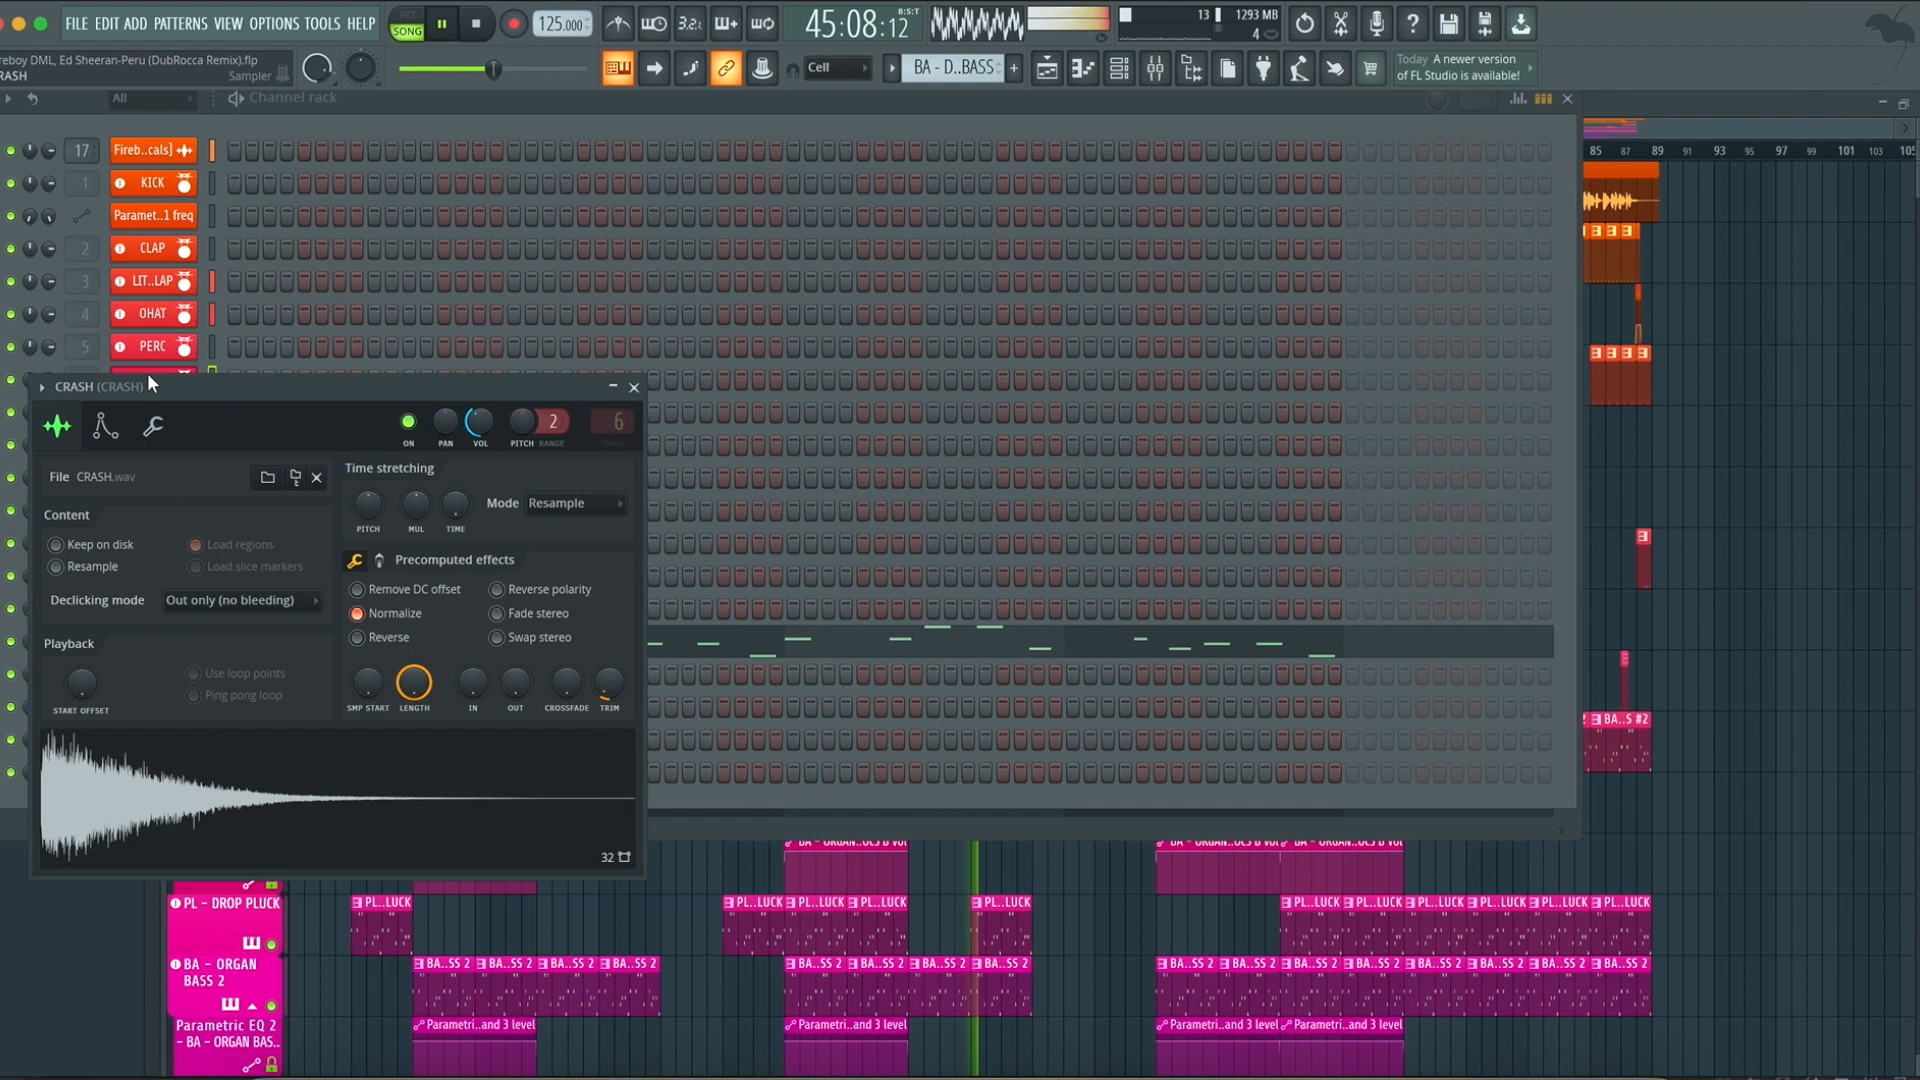 FILE EDIT ADD PATTERNS VIEW OPTIONS TOOLS HELP
PAT
SONG
125.000
3.2.
45:08:12
B:S:T
13
1293 MB
4
reboy DML, Ed Sheeran-Peru (DubRocca Remix).flp
RASH
Sampler
Cell
BA - D..BASS
+
Today A newer version
of FL Studio is available!
All
Channel rack
85 87 89 91 93 95 97 99 101 103 105
17 Fireb..cals]
1 KICK
Paramet..1 freq
2 CLAP
3 LIT..LAP
4 OHAT
5 PERC
CRASH (CRASH)
ON PAN VOL PITCH RANGE 2 6 TRACK
File CRASH.wav
Time stretching
PITCH MUL TIME
Mode Resample
Content
Keep on disk
Load regions
Resample
Load slice markers
Declicking mode Out only (no bleeding)
Precomputed effects
Remove DC offset
Reverse polarity
Normalize
Fade stereo
Reverse
Swap stereo
Playback
Use loop points
Ping pong loop
START OFFSET
SMP START LENGTH IN OUT CROSSFADE TRIM
32
BA..S #2
PL - DROP PLUCK
PL..LUCK PL..LUCK PL..LUCK PL..LUCK PL..LUCK PL..LUCK PL..LUCK PL..LUCK PL..LUCK PL..LUCK PL..LUCK
BA - ORGAN
BASS 2
BA..SS 2 BA..SS 2 BA..SS 2 BA..SS 2 BA..SS 2 BA..SS 2 BA..SS 2 BA..SS 2 BA..SS 2 BA..SS 2 BA..SS 2 BA..SS 2 BA..SS 2 BA..SS 2 BA..SS 2 BA..SS 2
Parametric EQ 2
- BA - ORGAN BAS..
Parametri..and 3 level Parametri..and 3 level Parametri..and 3 level Parametri..and 3 level